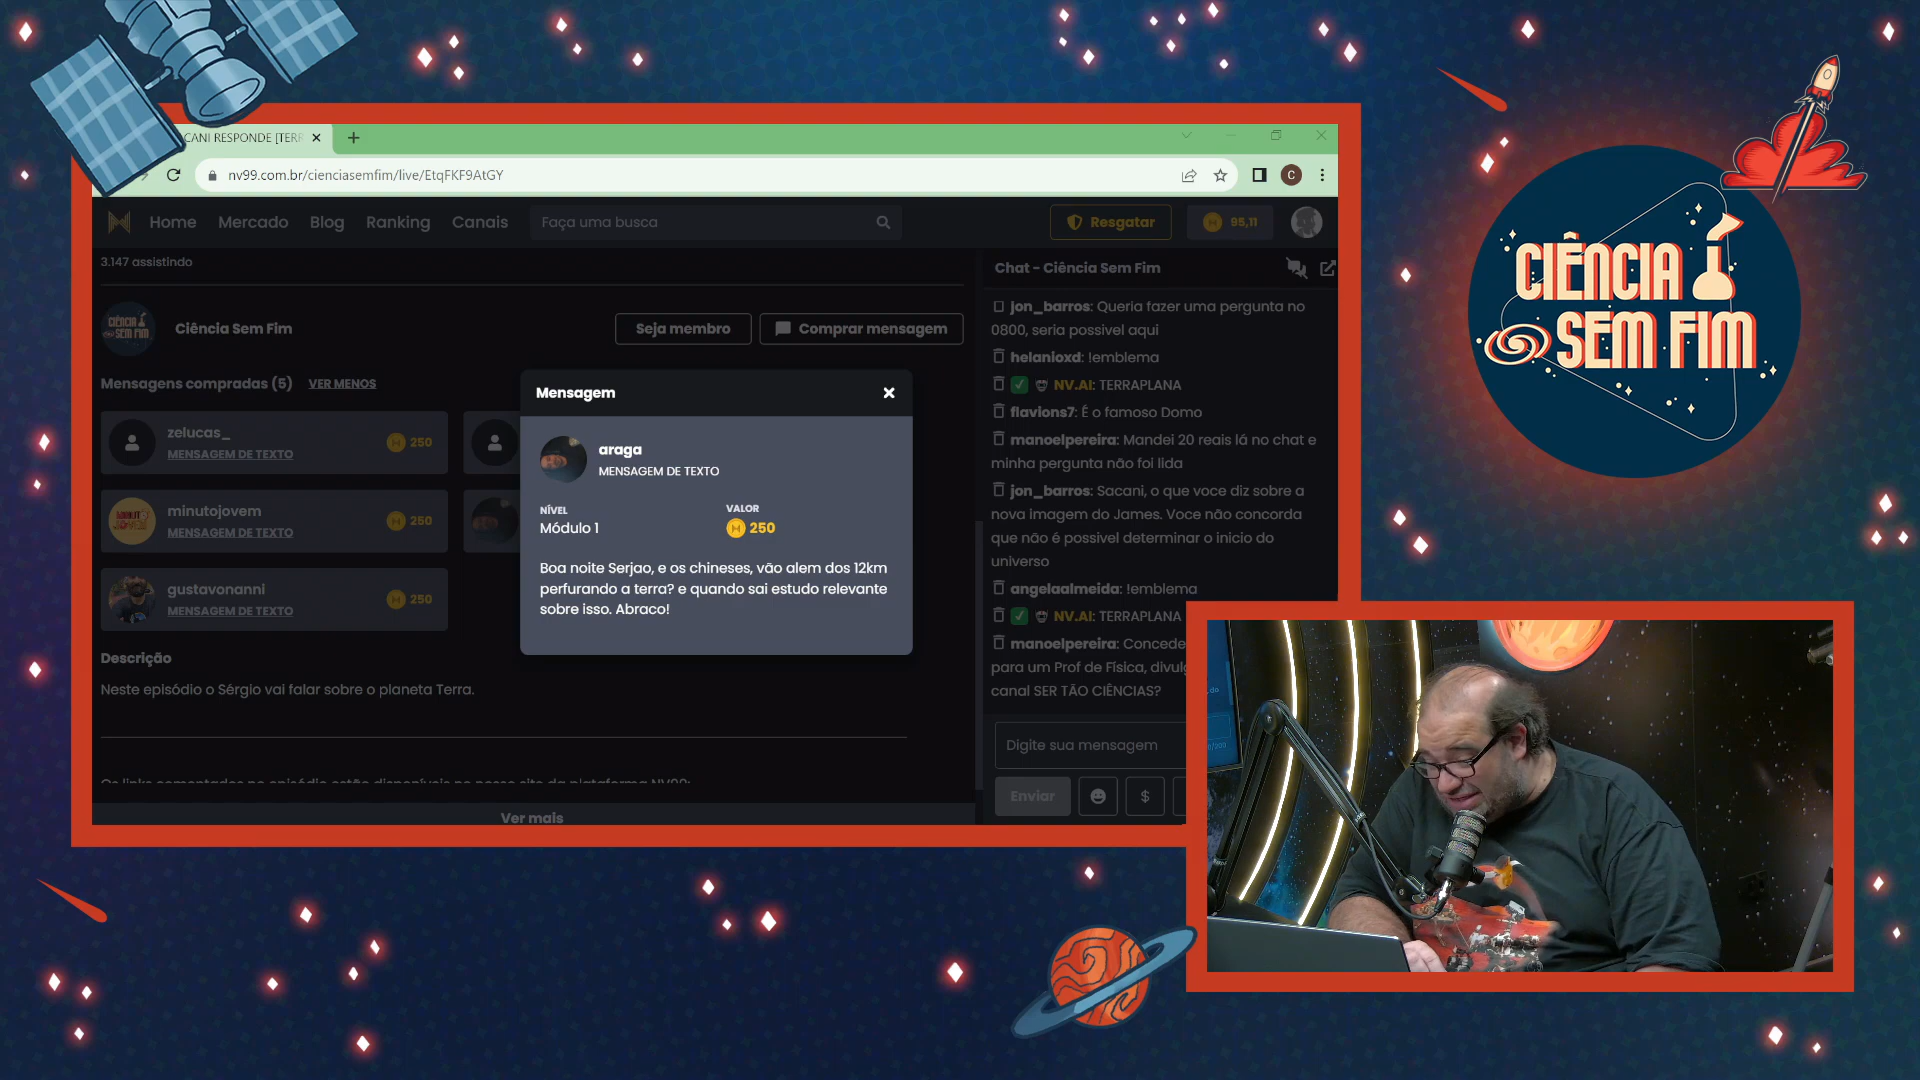 CANI RESPONDE [TERR
nv99.com.br/cienciasemfim/live/EtqFKF9AtGY
C
Home Mercado Blog Ranking Canais
Faça uma busca
Resgatar
95,11
3.147 assistindo
Ciência Sem Fim
Seja membro
Comprar mensagem
Mensagens compradas (5) VER MENOS
zelucas_
MENSAGEM DE TEXTO
250
minutojovem
MENSAGEM DE TEXTO
250
gustavonanni
MENSAGEM DE TEXTO
250
Descrição
Neste episódio o Sérgio vai falar sobre o planeta Terra.
Ver mais
Mensagem
araga
MENSAGEM DE TEXTO
NÍVEL
Módulo 1
VALOR
250
Boa noite Serjao, e os chineses, vão alem dos 12km
perfurando a terra? e quando sai estudo relevante
sobre isso. Abraco!
Chat - Ciência Sem Fim
jon_barros: Queria fazer uma pergunta no
0800, seria possivel aqui
helanioxd: !emblema
NV.AI: TERRAPLANA
flavions7: É o famoso Domo
manoelpereira: Mandei 20 reais lá no chat e
minha pergunta não foi lida
jon_barros: Sacani, o que voce diz sobre a
nova imagem do James. Voce não concorda
que não é possivel determinar o inicio do
universo
angelaalmeida: !emblema
NV.AI: TERRAPLANA
manoelpereira: Concede
para um Prof de Física, divulg
canal SER TÃO CIÊNCIAS?
Digite sua mensagem
Enviar
$
CIÊNCIA
SEM FIM